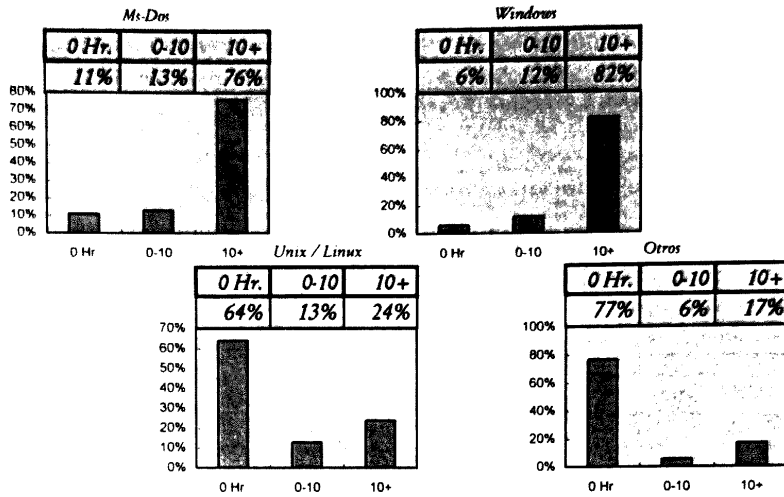 Ms-Dos
0 Hr. 0-10 10+
11% 13% 76%
80%
70%
60%
50%
40%
30%
20%
10%
0%
0 Hr 0-10 10+
Windows
0 Hr. 0-10 10+
6% 12% 82%
100%
80%
60%
40%
20%
0%
0 Hr 0-10 10+
Unix / Linux
0 Hr. 0-10 10+
64% 13% 24%
70%
60%
50%
40%
30%
20%
10%
0%
0 Hr 0-10 10+
Otros
0 Hr. 0-10 10+
77% 6% 17%
100%
80%
60%
40%
20%
0%
0 Hr 0-10 10+